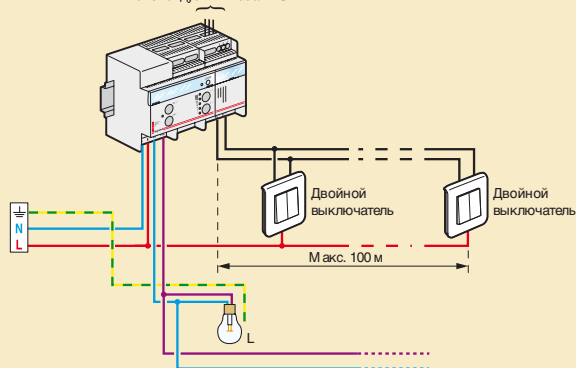 Двойной
выключатель
Двойной
выключатель
N
L
Макс. 100 м
L